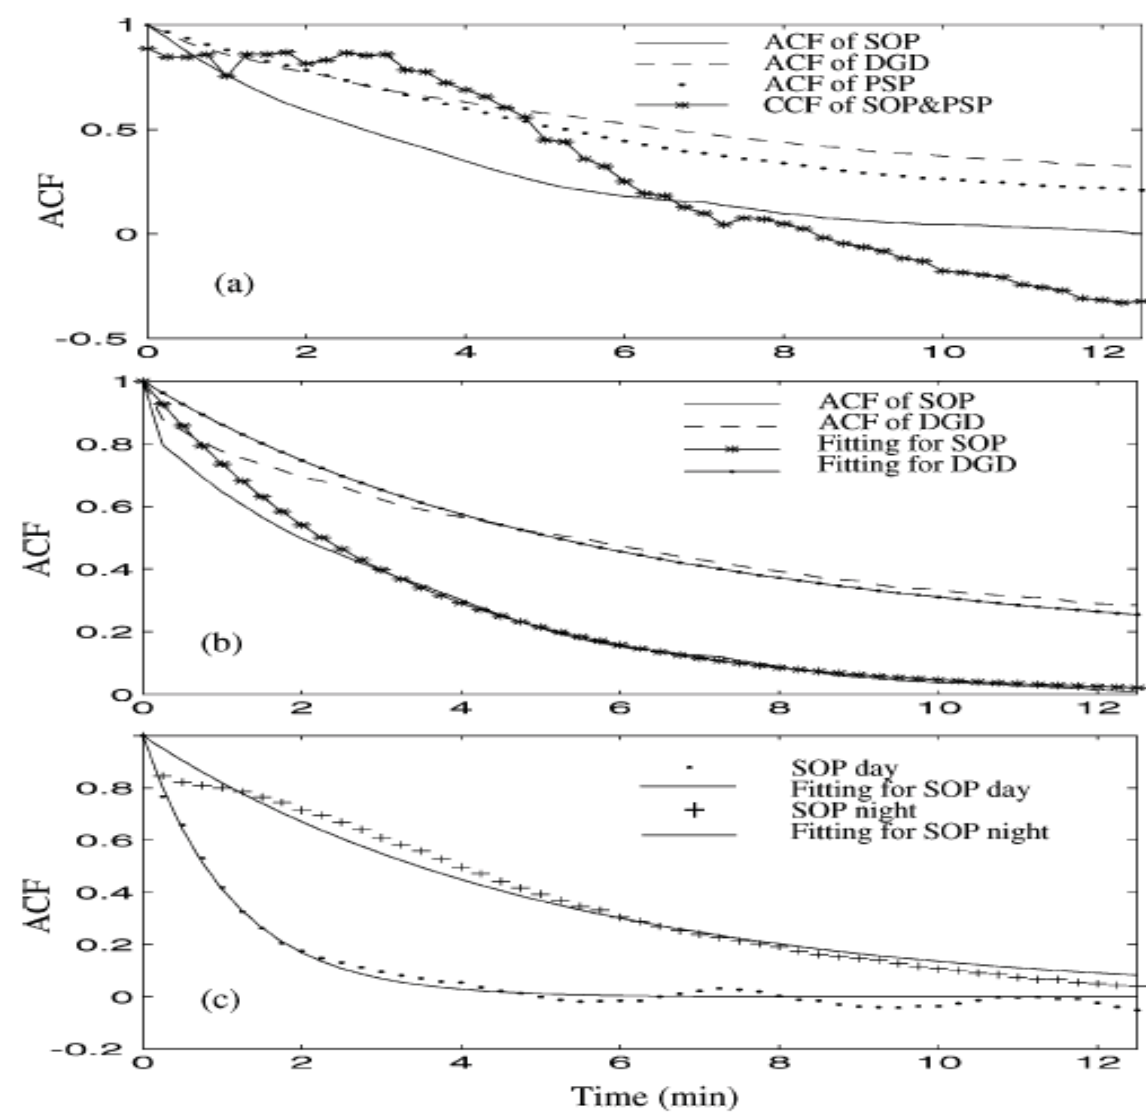 1
ACF of SOP
ACF of DGD
ACF of PSP
CCF of SOP&PSP
0.5
ACF
0
(a)
-0.5
0 2 4 6 8 10 12
1
ACF of SOP
ACF of DGD
Fitting for SOP
Fitting for DGD
0.8
0.6
ACF
0.4
0.2
(b)
0
0 2 4 6 8 10 12
SOP day
0.8
Fitting for SOP day
SOP night
Fitting for SOP night
0.6
ACF
0.4
0.2
0
(c)
-0.2
0 2 4 6 8 10 12
Time (min)